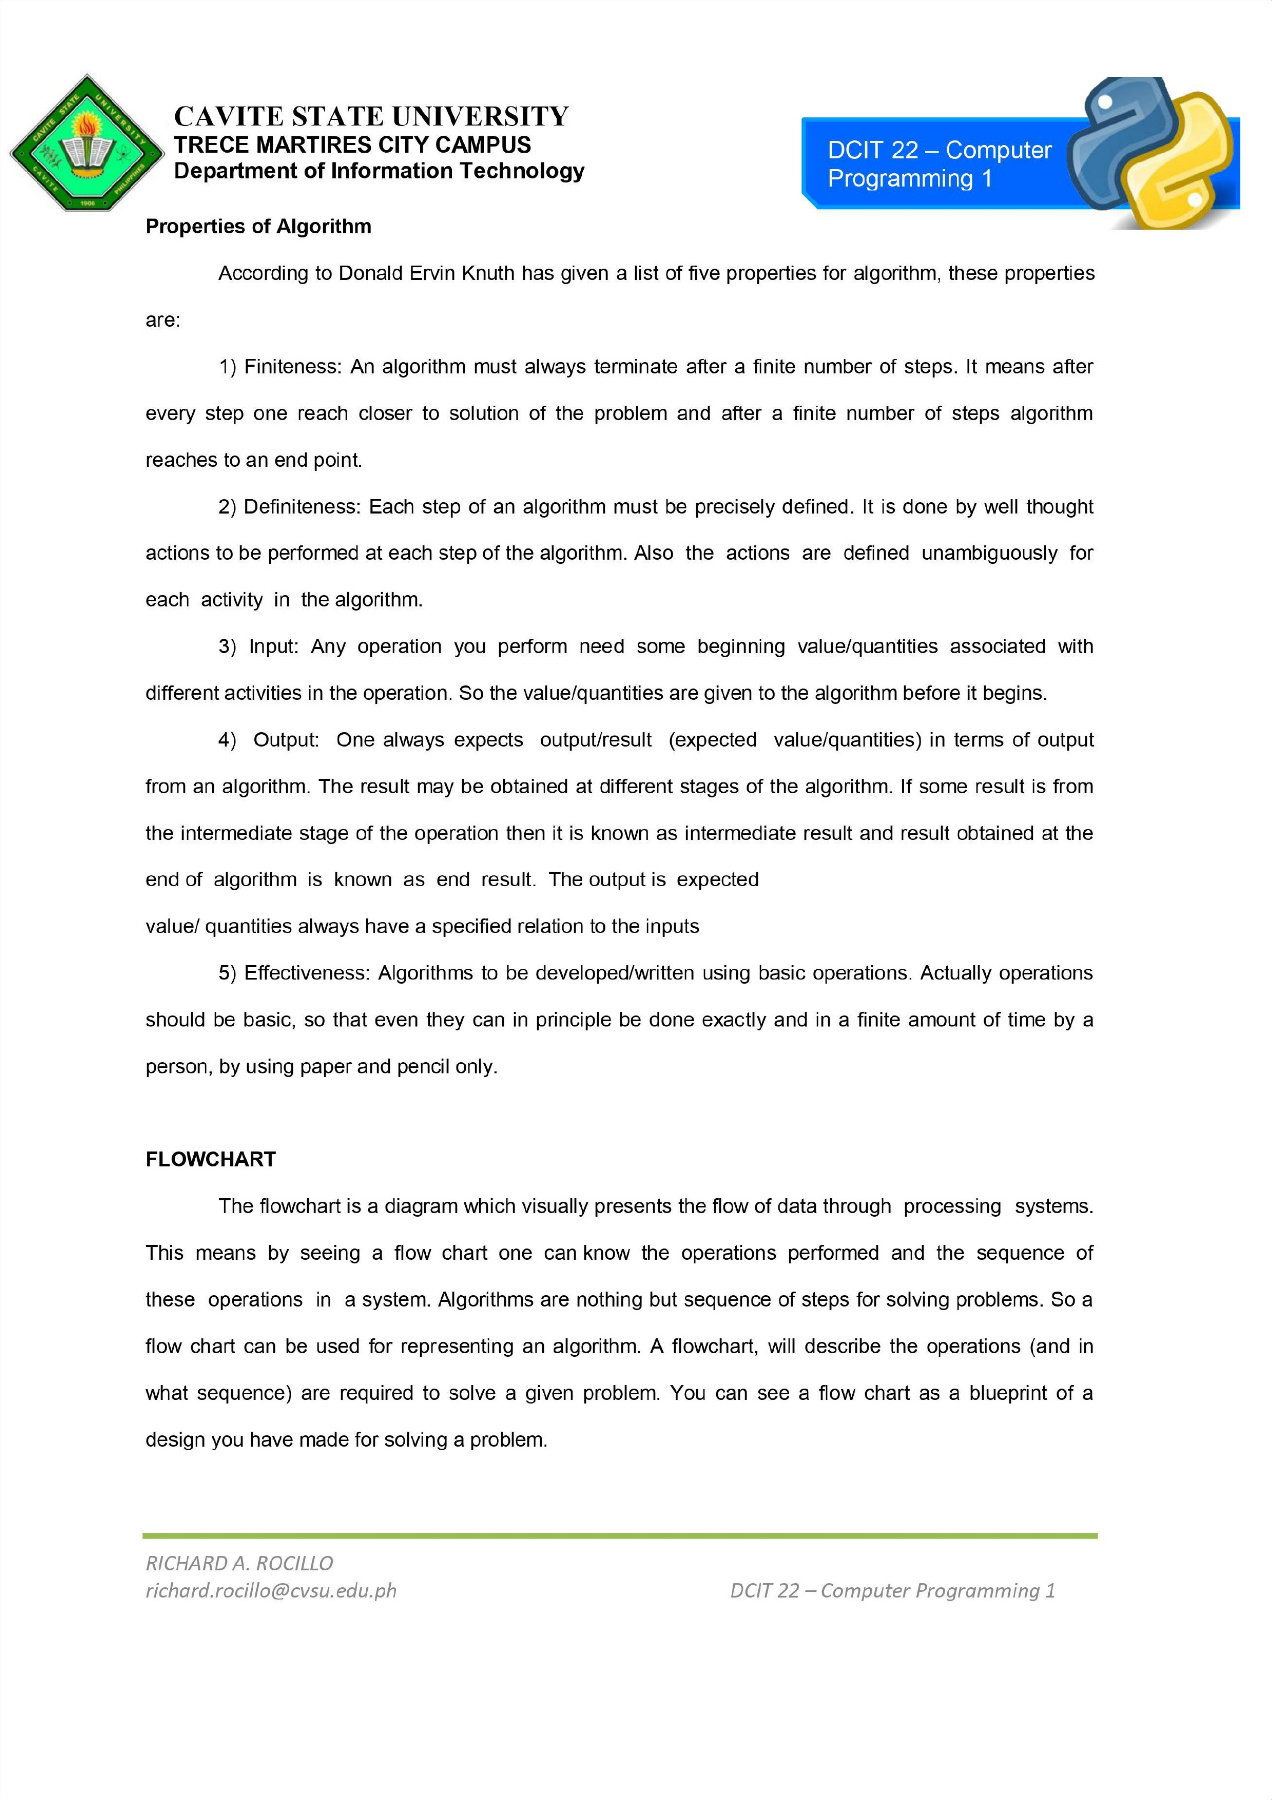 CAVITE STATE UNIVERSITY
TRECE MARTIRES CITY CAMPUS
Department of Information Technology
DCIT 22 – Computer
Programming 1
CAVITE STATE UNIVERSITY
CAVITE
PHILIPPINES
1906
Properties of Algorithm
According to Donald Ervin Knuth has given a list of five properties for algorithm, these properties
are:
1) Finiteness: An algorithm must always terminate after a finite number of steps. It means after
every step one reach closer to solution of the problem and after a finite number of steps algorithm
reaches to an end point.
2) Definiteness: Each step of an algorithm must be precisely defined. It is done by well thought
actions to be performed at each step of the algorithm. Also the actions are defined unambiguously for
each activity in the algorithm.
3) Input: Any operation you perform need some beginning value/quantities associated with
different activities in the operation. So the value/quantities are given to the algorithm before it begins.
4) Output: One always expects output/result (expected value/quantities) in terms of output
from an algorithm. The result may be obtained at different stages of the algorithm. If some result is from
the intermediate stage of the operation then it is known as intermediate result and result obtained at the
end of algorithm is known as end result. The output is expected
value/ quantities always have a specified relation to the inputs
5) Effectiveness: Algorithms to be developed/written using basic operations. Actually operations
should be basic, so that even they can in principle be done exactly and in a finite amount of time by a
person, by using paper and pencil only.
FLOWCHART
The flowchart is a diagram which visually presents the flow of data through processing systems.
This means by seeing a flow chart one can know the operations performed and the sequence of
these operations in a system. Algorithms are nothing but sequence of steps for solving problems. So a
flow chart can be used for representing an algorithm. A flowchart, will describe the operations (and in
what sequence) are required to solve a given problem. You can see a flow chart as a blueprint of a
design you have made for solving a problem.
RICHARD A. ROCILLO
richard.rocillo@cvsu.edu.ph
DCIT 22 – Computer Programming 1